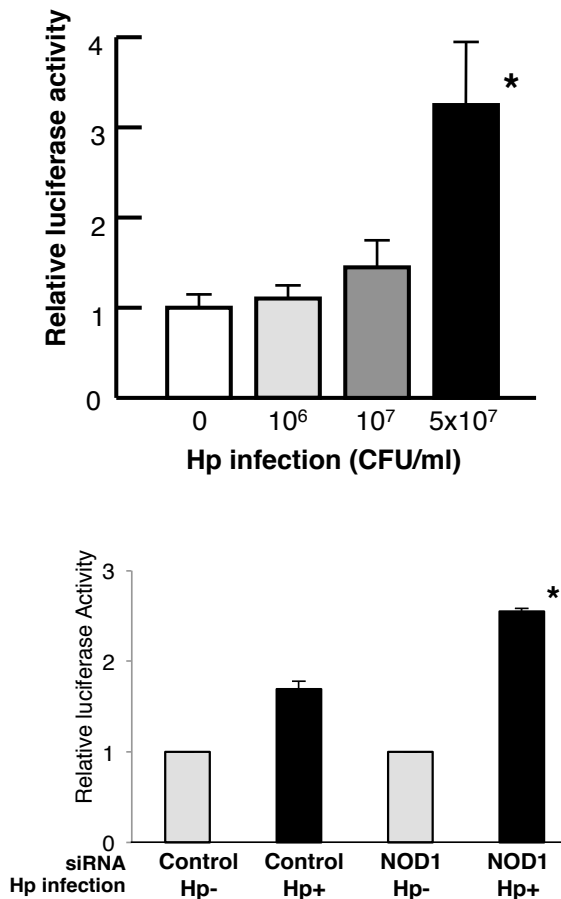 Relative luciferase activity
4
3
2
1
0
*
0 10⁶ 10⁷ 5x10⁷
Hp infection (CFU/ml)
Relative luciferase Activity
3
2
1
0
*
siRNA Control Control NOD1 NOD1
Hp infection Hp- Hp+ Hp- Hp+